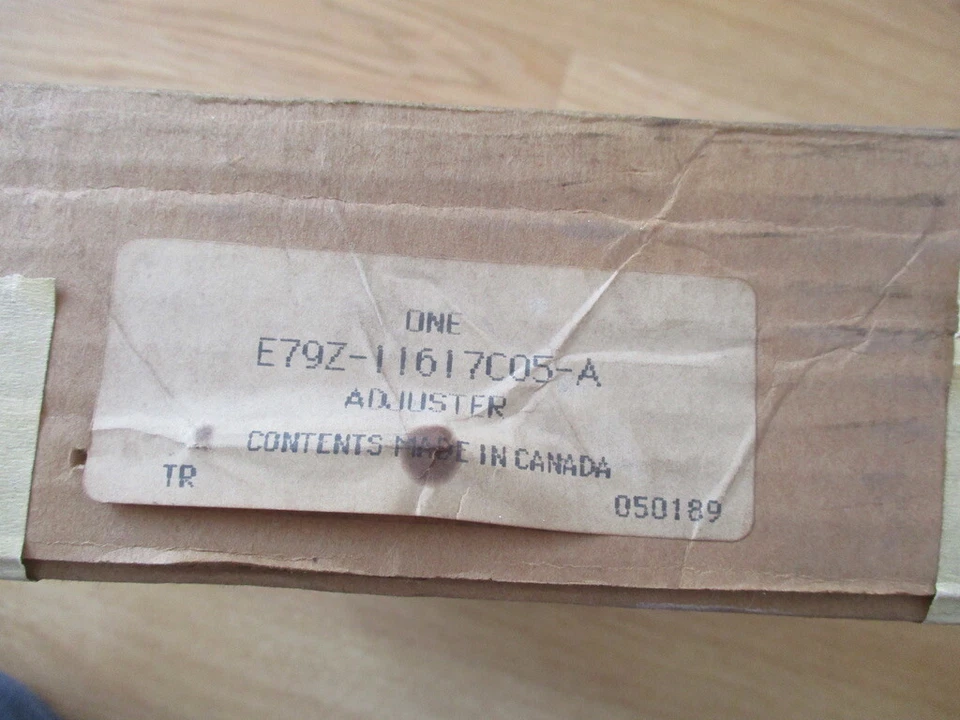 ONE
E79Z-11617C05-A
ADJUSTER
CONTENTS MADE IN CANADA
TR
050189